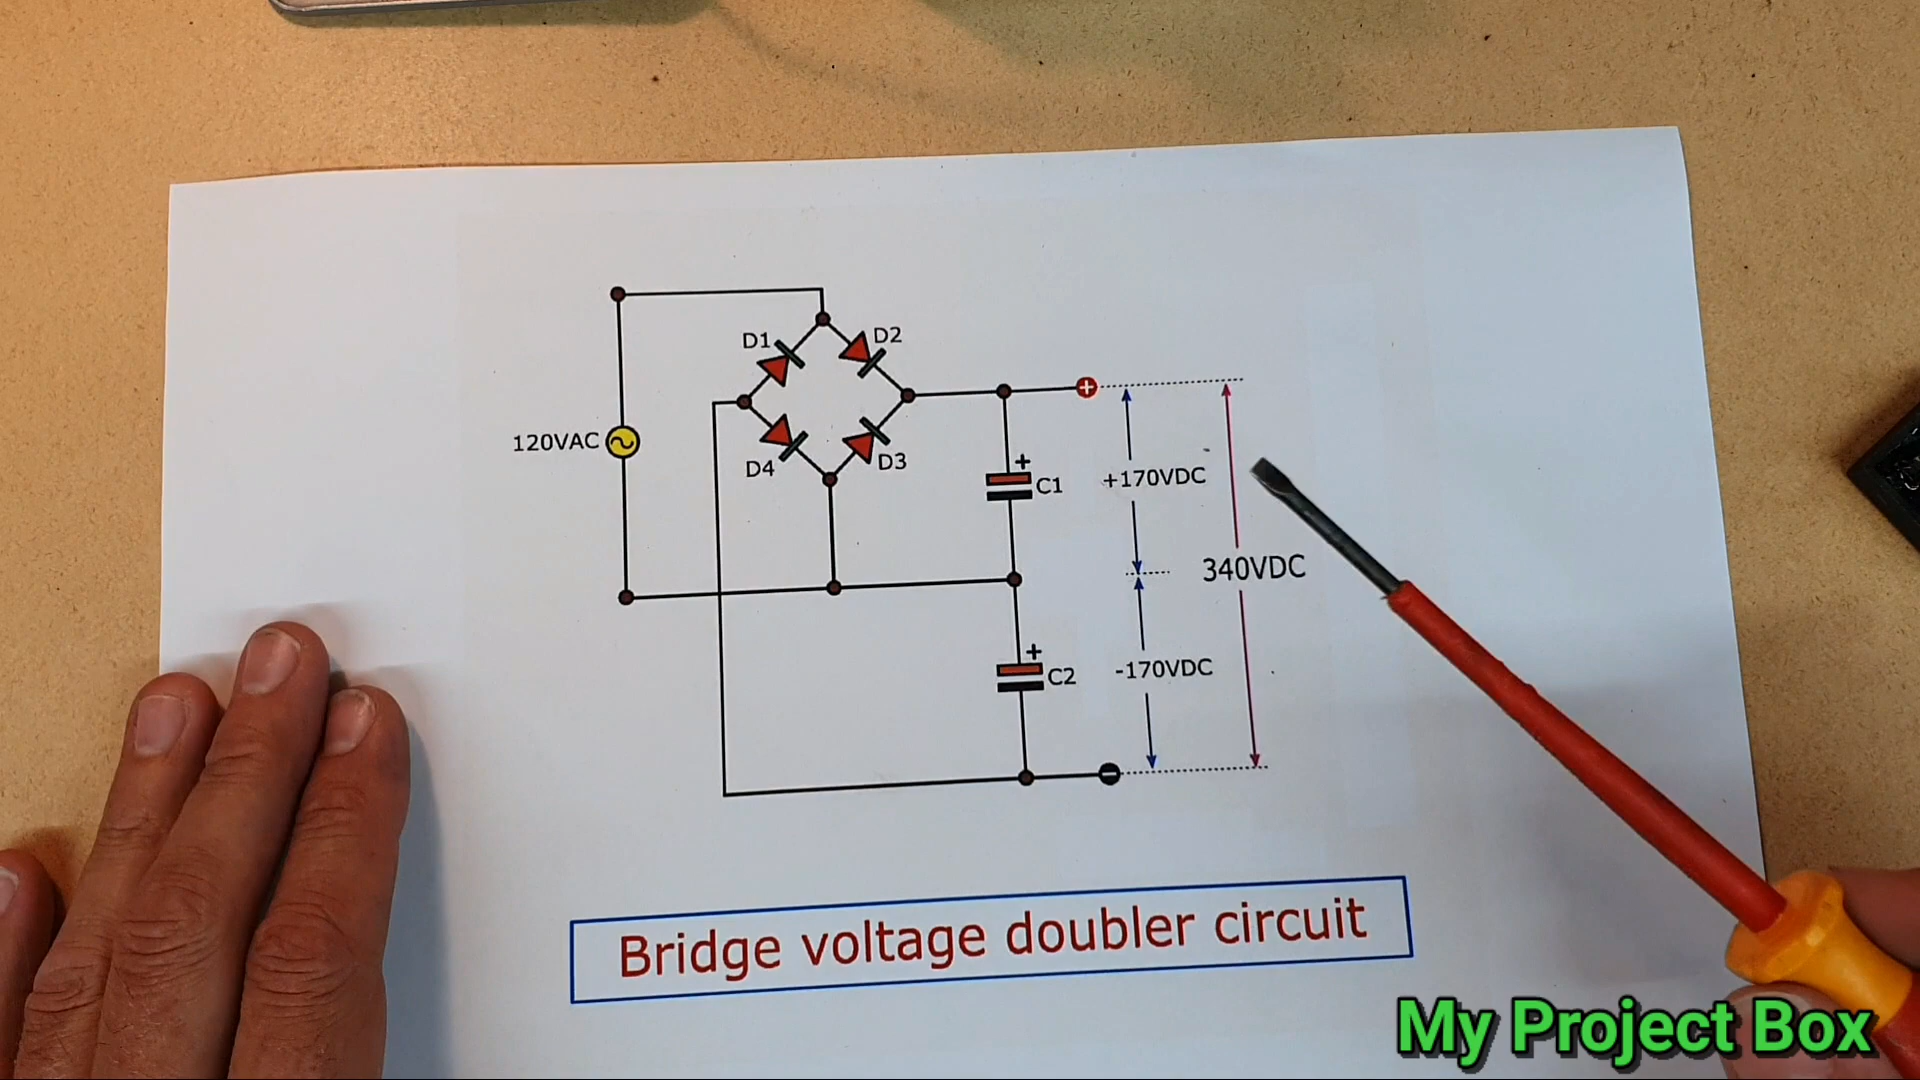 D1
D2
120VAC
D4
D3
+
C1
+170VDC
340VDC
+
C2
-170VDC
Bridge voltage doubler circuit
My Project Box